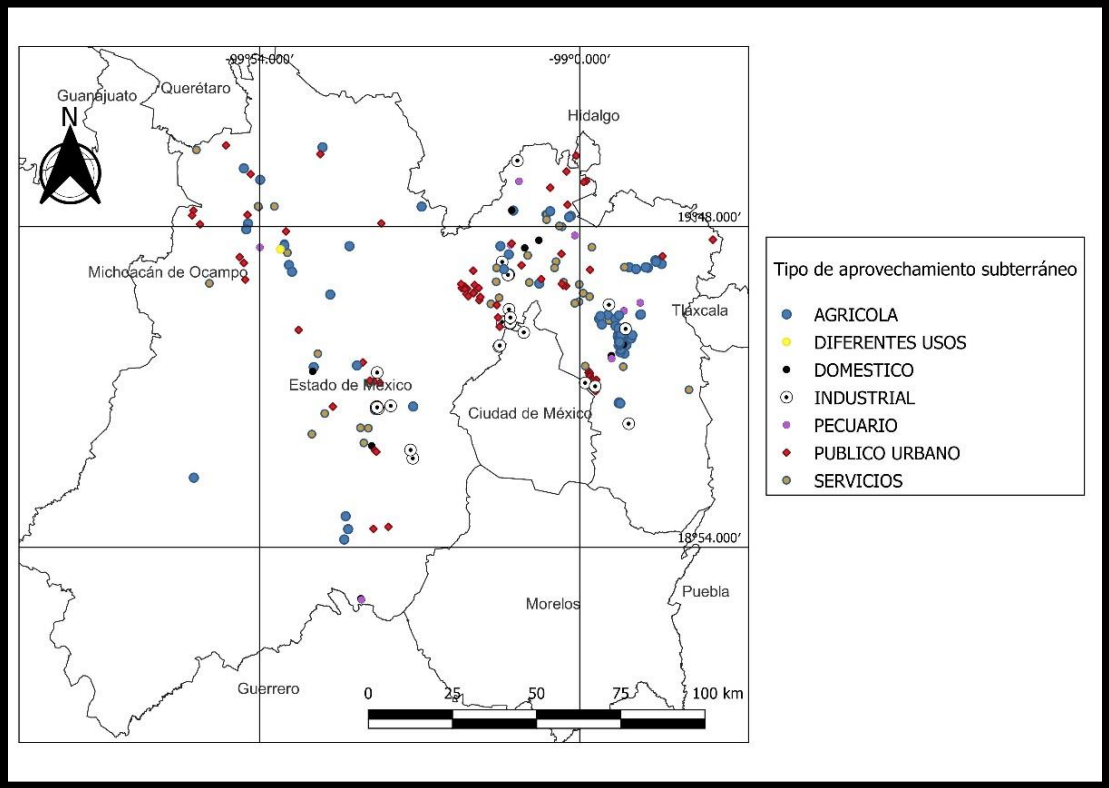 -99°54.000’
-99°0.000’
Guanajuato
Querétaro
N
Hidalgo
19°48.000’
Michoacán de Ocampo
Tláxcala
Estado de México
Ciudad de México
18°54.000’
Morelos
Puebla
Guerrero
0 25 50 75 100 km
Tipo de aprovechamiento subterráneo
AGRICOLA
DIFERENTES USOS
DOMESTICO
INDUSTRIAL
PECUARIO
PUBLICO URBANO
SERVICIOS